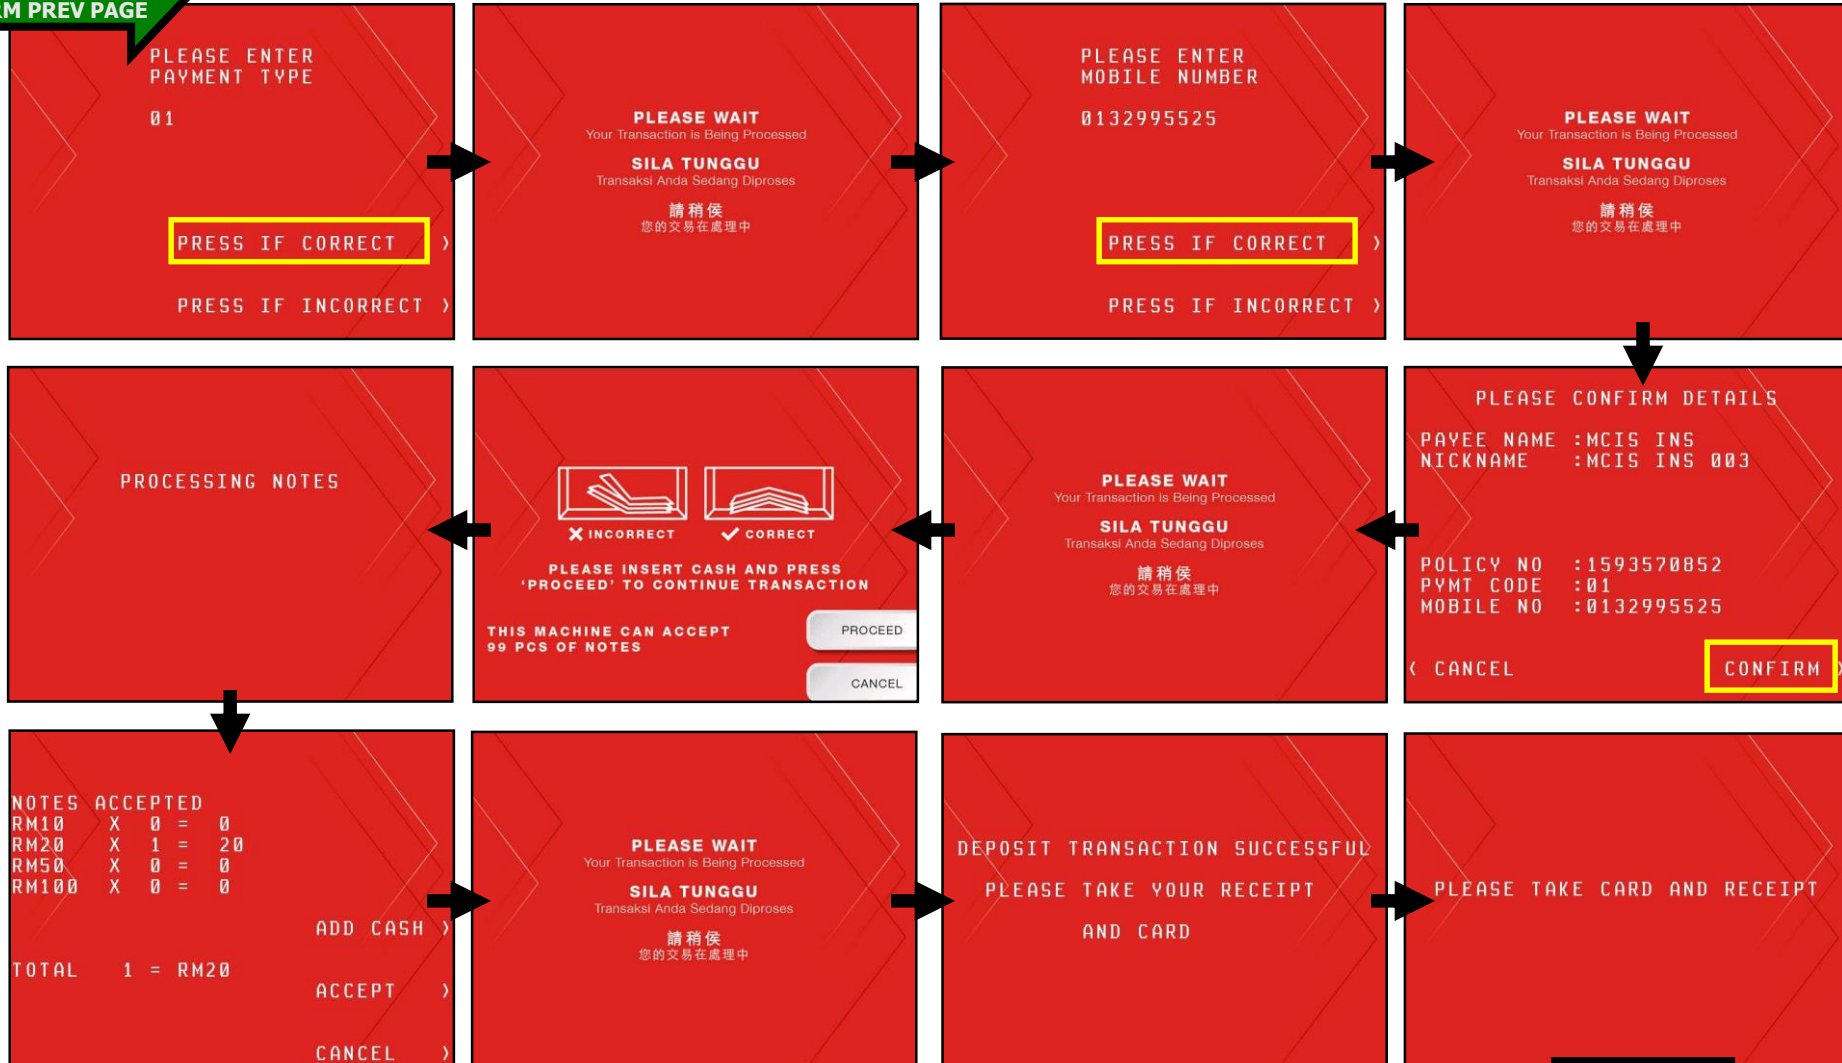 RM PREV PAGE
PLEASE ENTER
PAYMENT TYPE
01
PRESS IF CORRECT >
PRESS IF INCORRECT >
PLEASE WAIT
Your Transaction is Being Processed
SILA TUNGGU
Transaksi Anda Sedang Diproses
請稍侯
您的交易在處理中
PLEASE ENTER
MOBILE NUMBER
0132995525
PRESS IF CORRECT >
PRESS IF INCORRECT >
PLEASE WAIT
Your Transaction is Being Processed
SILA TUNGGU
Transaksi Anda Sedang Diproses
請稍侯
您的交易在處理中
PLEASE CONFIRM DETAILS
PAYEE NAME :MCIS INS
NICKNAME :MCIS INS 003
POLICY NO :1593570852
PYMT CODE :01
MOBILE NO :0132995525
< CANCEL CONFIRM >
PLEASE WAIT
Your Transaction is Being Processed
SILA TUNGGU
Transaksi Anda Sedang Diproses
請稍侯
您的交易在處理中
INCORRECT CORRECT
PLEASE INSERT CASH AND PRESS
'PROCEED' TO CONTINUE TRANSACTION
THIS MACHINE CAN ACCEPT
99 PCS OF NOTES
PROCEED
CANCEL
PROCESSING NOTES
NOTES ACCEPTED
RM10 X 0 = 0
RM20 X 1 = 20
RM50 X 0 = 0
RM100 X 0 = 0
ADD CASH >
TOTAL 1 = RM20
ACCEPT >
CANCEL >
PLEASE WAIT
Your Transaction is Being Processed
SILA TUNGGU
Transaksi Anda Sedang Diproses
請稍侯
您的交易在處理中
DEPOSIT TRANSACTION SUCCESSFUL
PLEASE TAKE YOUR RECEIPT
AND CARD
PLEASE TAKE CARD AND RECEIPT